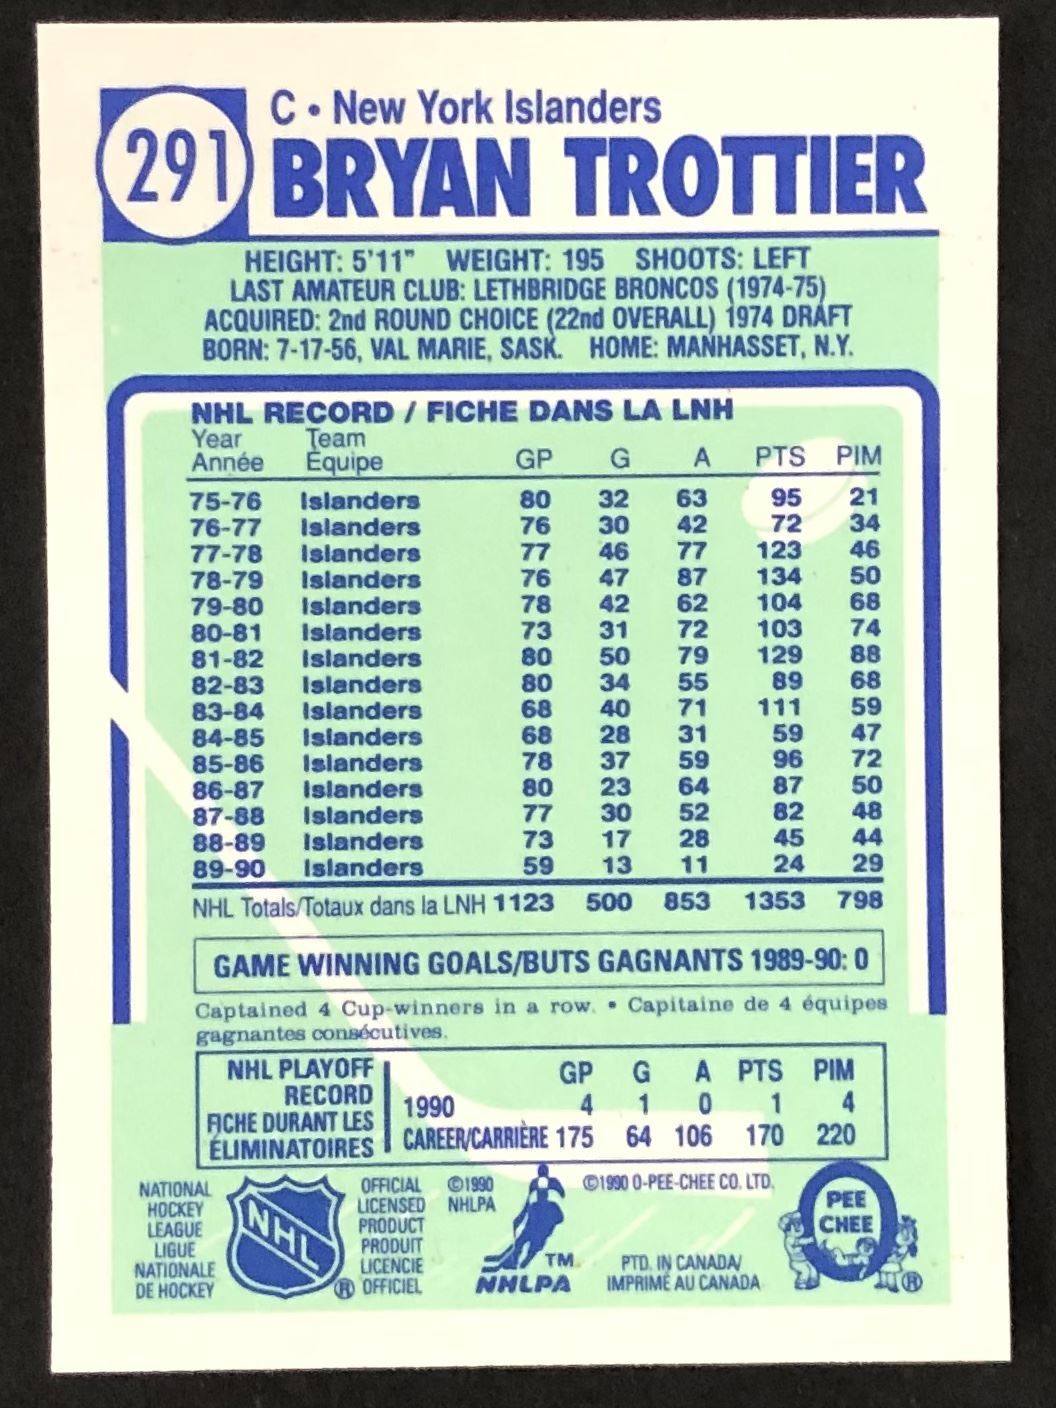 291
C • New York Islanders
BRYAN TROTTIER
HEIGHT: 5'11" WEIGHT: 195 SHOOTS: LEFT
LAST AMATEUR CLUB: LETHBRIDGE BRONCOS (1974-75)
ACQUIRED: 2nd ROUND CHOICE (22nd OVERALL) 1974 DRAFT
BORN: 7-17-56, VAL MARIE, SASK. HOME: MANHASSET, N.Y.
NHL RECORD / FICHE DANS LA LNH
Year Team
Année Équipe GP G A PTS PIM
75-76 Islanders 80 32 63 95 21
76-77 Islanders 76 30 42 72 34
77-78 Islanders 77 46 77 123 46
78-79 Islanders 76 47 87 134 50
79-80 Islanders 78 42 62 104 68
80-81 Islanders 73 31 72 103 74
81-82 Islanders 80 50 79 129 88
82-83 Islanders 80 34 55 89 68
83-84 Islanders 68 40 71 111 59
84-85 Islanders 68 28 31 59 47
85-86 Islanders 78 37 59 96 72
86-87 Islanders 80 23 64 87 50
87-88 Islanders 77 30 52 82 48
88-89 Islanders 73 17 28 45 44
89-90 Islanders 59 13 11 24 29
NHL Totals/Totaux dans la LNH 1123 500 853 1353 798
GAME WINNING GOALS/BUTS GAGNANTS 1989-90: 0
Captained 4 Cup-winners in a row. • Capitaine de 4 équipes
gagnantes consécutives.
NHL PLAYOFF
RECORD
FICHE DURANT LES
ÉLIMINATOIRES
GP G A PTS PIM
1990 4 1 0 1 4
CAREER/CARRIÈRE 175 64 106 170 220
NATIONAL
HOCKEY
LEAGUE
LIGUE
NATIONALE
DE HOCKEY
NHL
®
OFFICIAL
LICENSED
PRODUCT
PRODUIT
LICENCIE
OFFICIEL
©1990
NHLPA
TM
NHLPA
©1990 O-PEE-CHEE CO. LTD.
PTD. IN CANADA/
IMPRIMÉ AU CANADA
PEE
CHEE
®